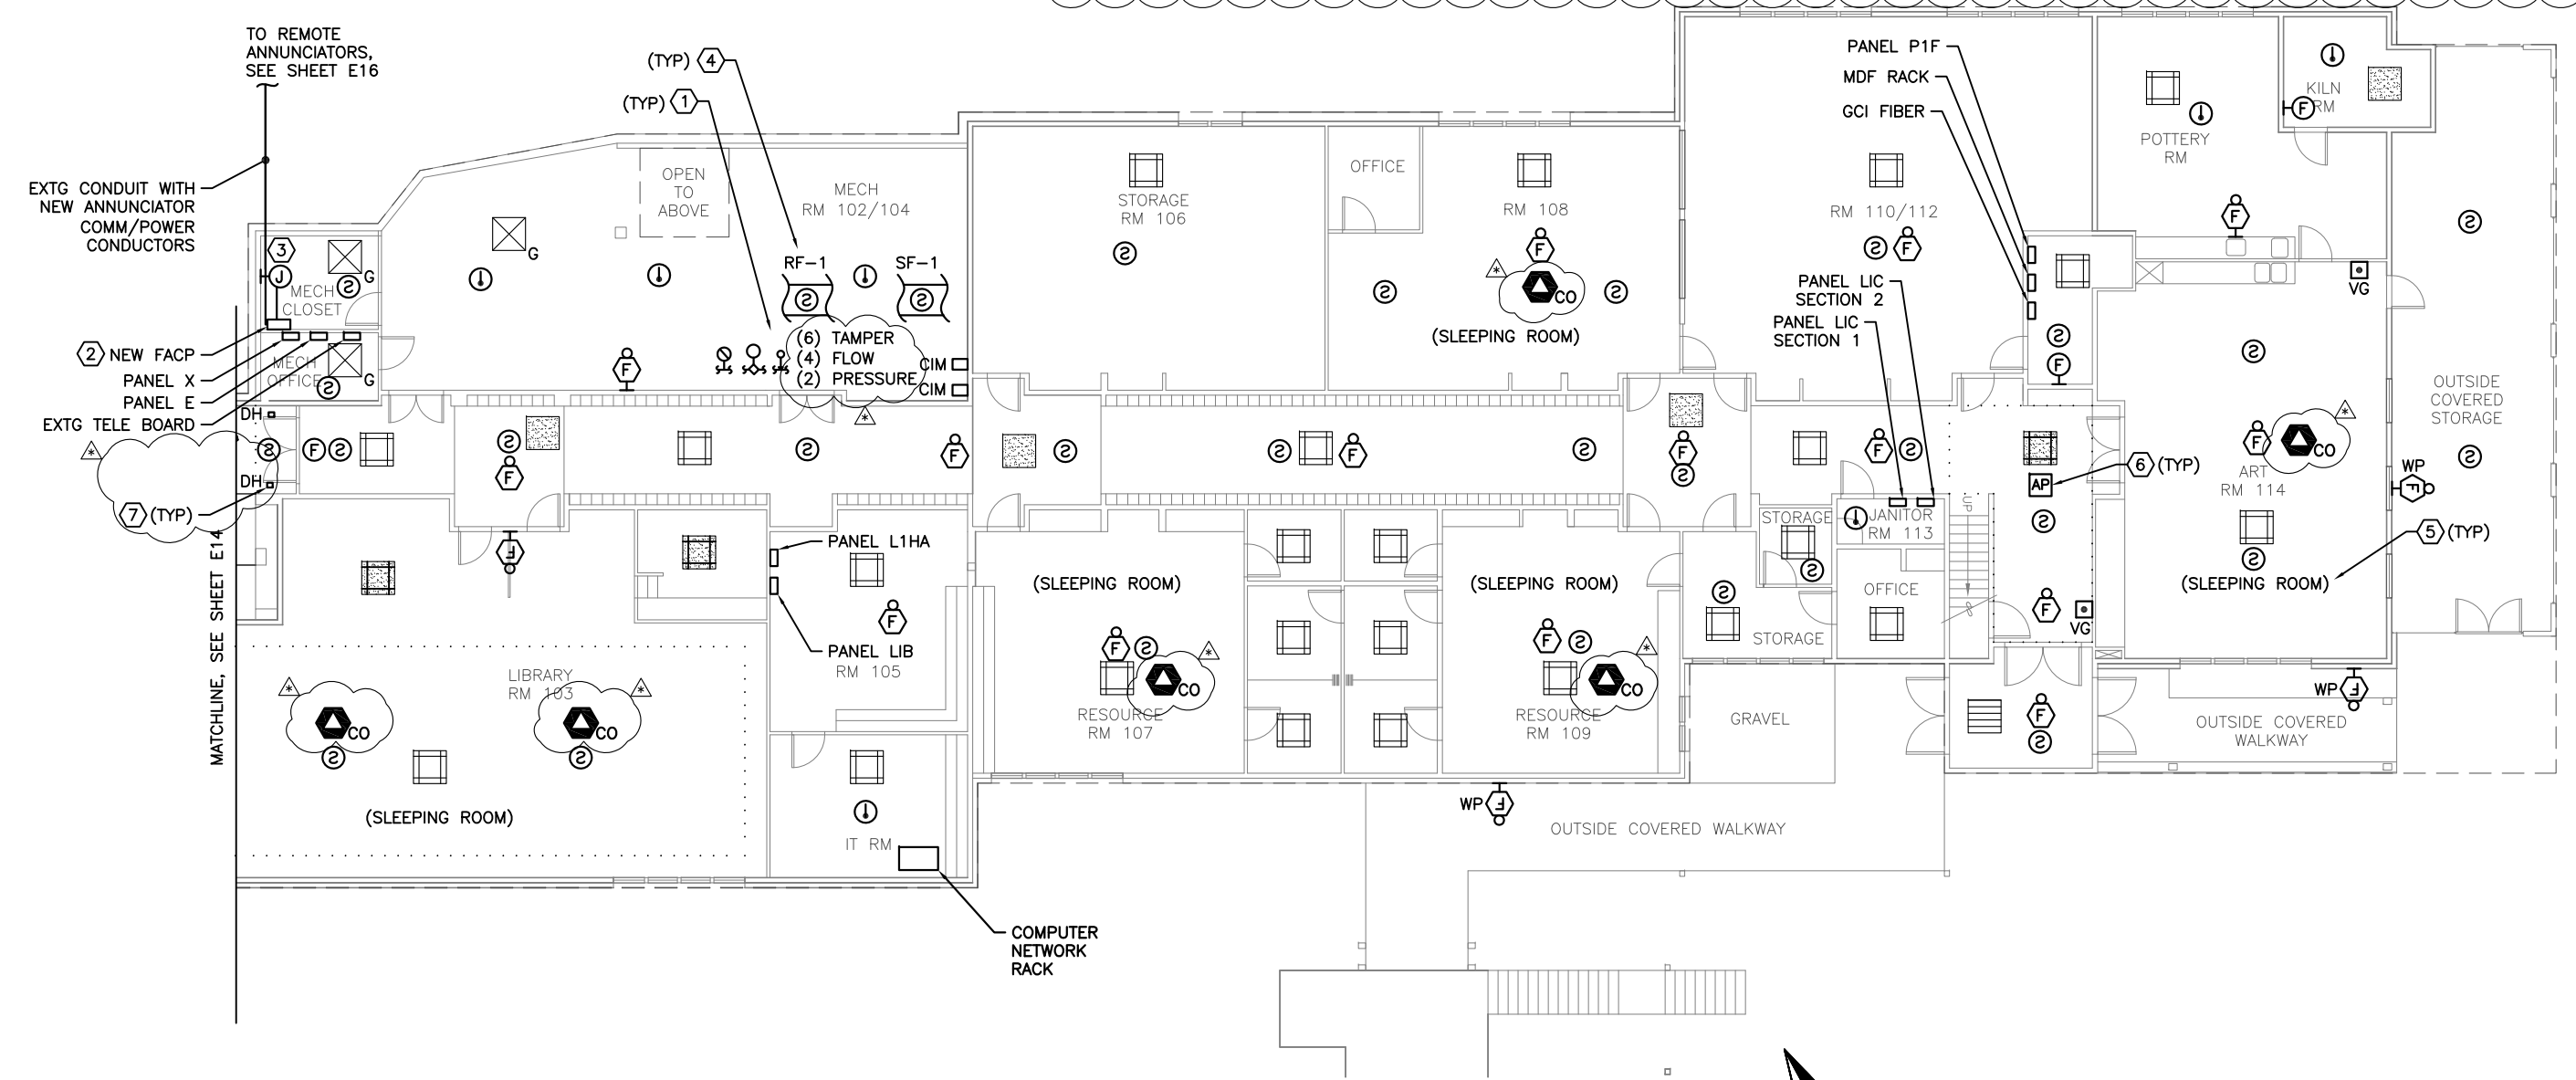 TO REMOTE
ANNUNCIATORS,
SEE SHEET E16
(TYP) 4
(TYP) 1
EXTG CONDUIT WITH
NEW ANNUNCIATOR
COMM/POWER
CONDUCTORS
3
J
G
S
MECH
CLOSET
2 NEW FACP
PANEL X
PANEL E
EXTG TELE BOARD
MECH
OFFICE
G
S
DH
DH
S
F S
*
7 (TYP)
MATCHLINE, SEE SHEET E14
G
OPEN
TO
ABOVE
MECH
RM 102/104
RF-1
S
SF-1
S
(6) TAMPER
(4) FLOW
(2) PRESSURE
*
CIM
CIM
F
STORAGE
RM 106
S
OFFICE
RM 108
F
*
CO
S
S
(SLEEPING ROOM)
RM 110/112
S F
PANEL P1F
MDF RACK
GCI FIBER
PANEL LIC
SECTION 2
PANEL LIC
SECTION 1
S
F
POTTERY
RM
F
KILN
RM
F
VG
S
*
F
CO
ART
RM 114
S
(SLEEPING ROOM)
5 (TYP)
6 (TYP)
AP
S
F
VG
WP
F
S
OUTSIDE
COVERED
STORAGE
S
S
F
S
F
S
S
F
S
F
S
F
S
UP
F
PANEL L1HA
PANEL LIB
F
RM 105
LIBRARY
RM 103
*
CO
S
*
CO
S
(SLEEPING ROOM)
IT RM
COMPUTER
NETWORK
RACK
(SLEEPING ROOM)
F S
*
CO
RESOURCE
RM 107
(SLEEPING ROOM)
F S
*
CO
RESOURCE
RM 109
STORAGE
S
S
STORAGE
JANITOR
RM 113
OFFICE
GRAVEL
F
S
WP F
OUTSIDE COVERED
WALKWAY
WP F
OUTSIDE COVERED WALKWAY